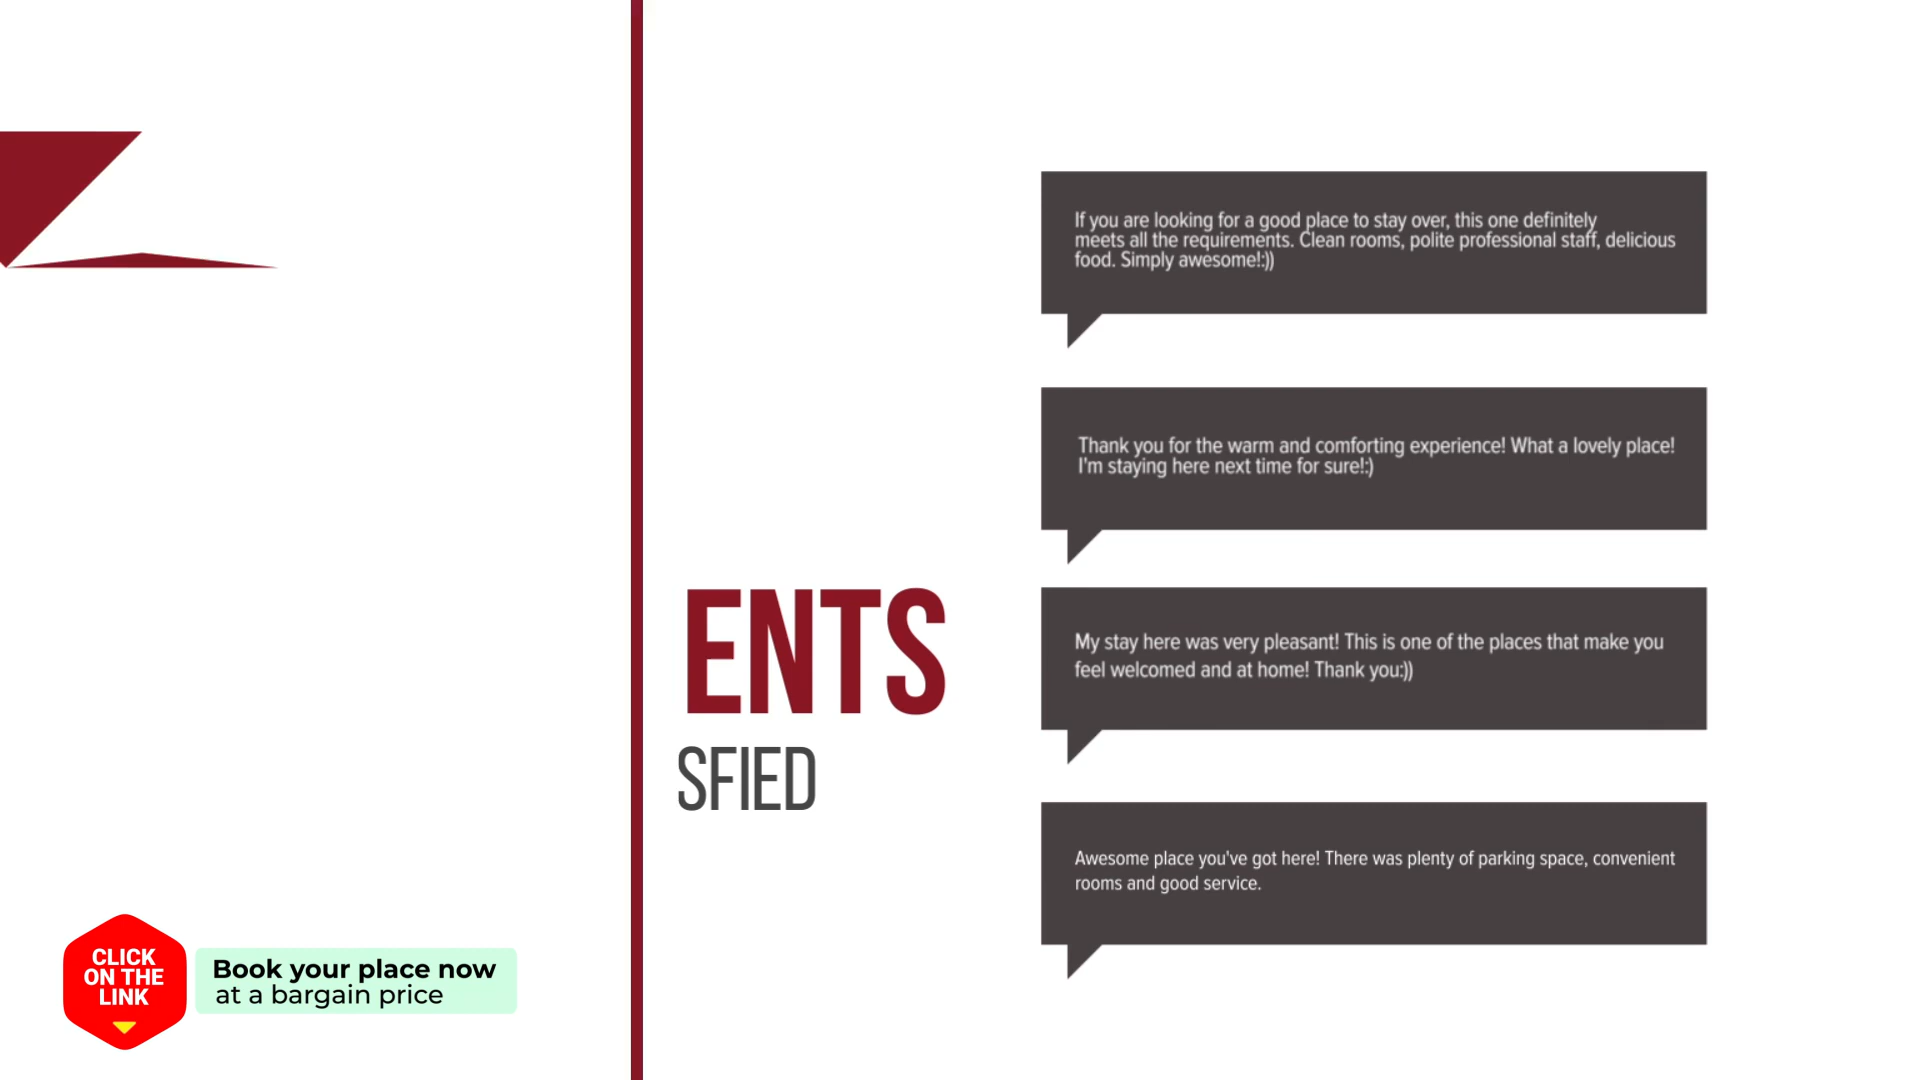 If you are looking for a good place to stay over, this one definitely
meets all the requirements. Clean rooms, polite professional staff, delicious
food. Simply awesome!:))
Thank you for the warm and comforting experience! What a lovely place!
I'm staying here next time for sure!:)
ENTS
SFIED
My stay here was very pleasant! This is one of the places that make you
feel welcomed and at home! Thank you:))
Awesome place you've got here! There was plenty of parking space, convenient
rooms and good service.
CLICK
ON THE
LINK
Book your place now
at a bargain price